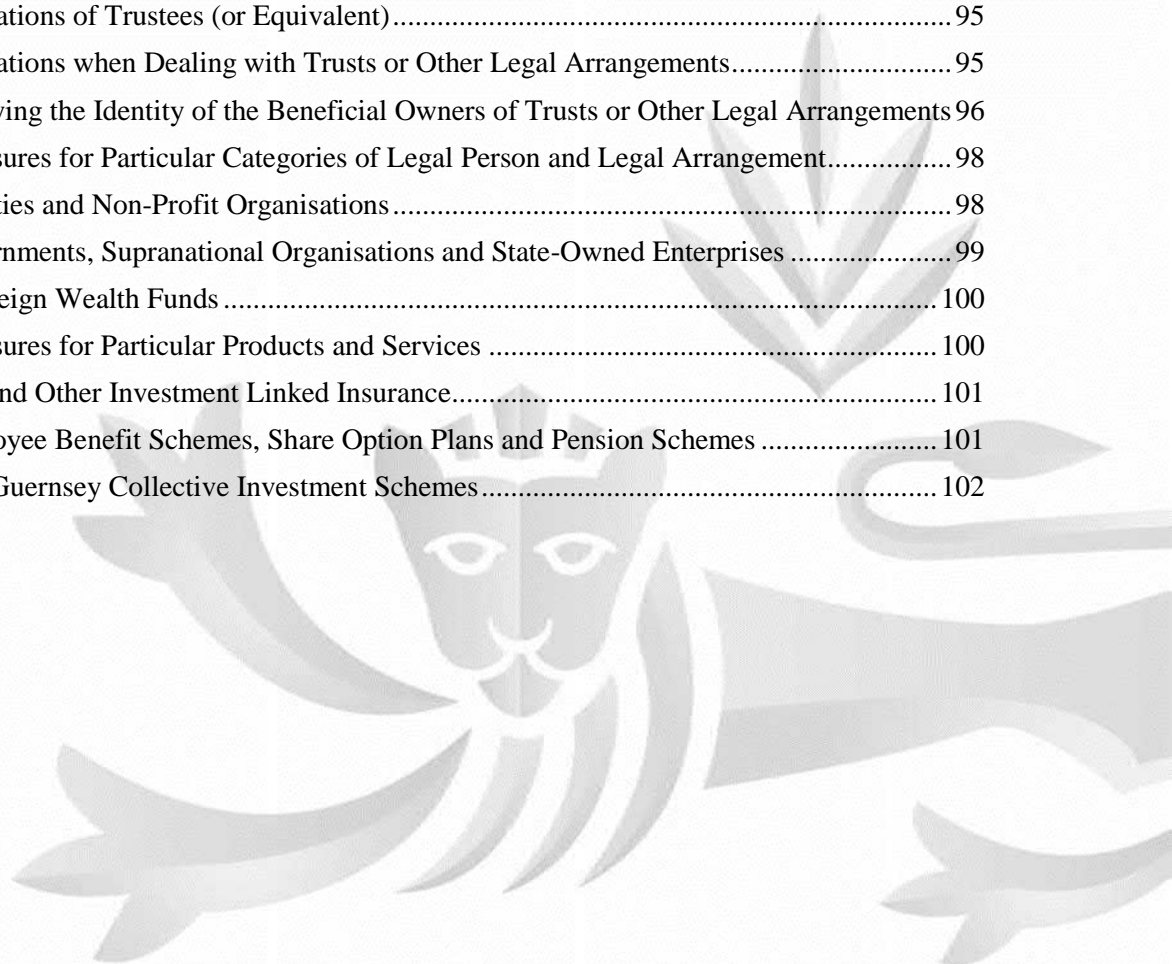 ations of Trustees (or Equivalent) 95
ations when Dealing with Trusts or Other Legal Arrangements 95
ying the Identity of the Beneficial Owners of Trusts or Other Legal Arrangements 96
sures for Particular Categories of Legal Person and Legal Arrangement 98
ties and Non-Profit Organisations 98
rnments, Supranational Organisations and State-Owned Enterprises 99
eign Wealth Funds 100
sures for Particular Products and Services 100
nd Other Investment Linked Insurance 101
oyee Benefit Schemes, Share Option Plans and Pension Schemes 101
Guernsey Collective Investment Schemes 102